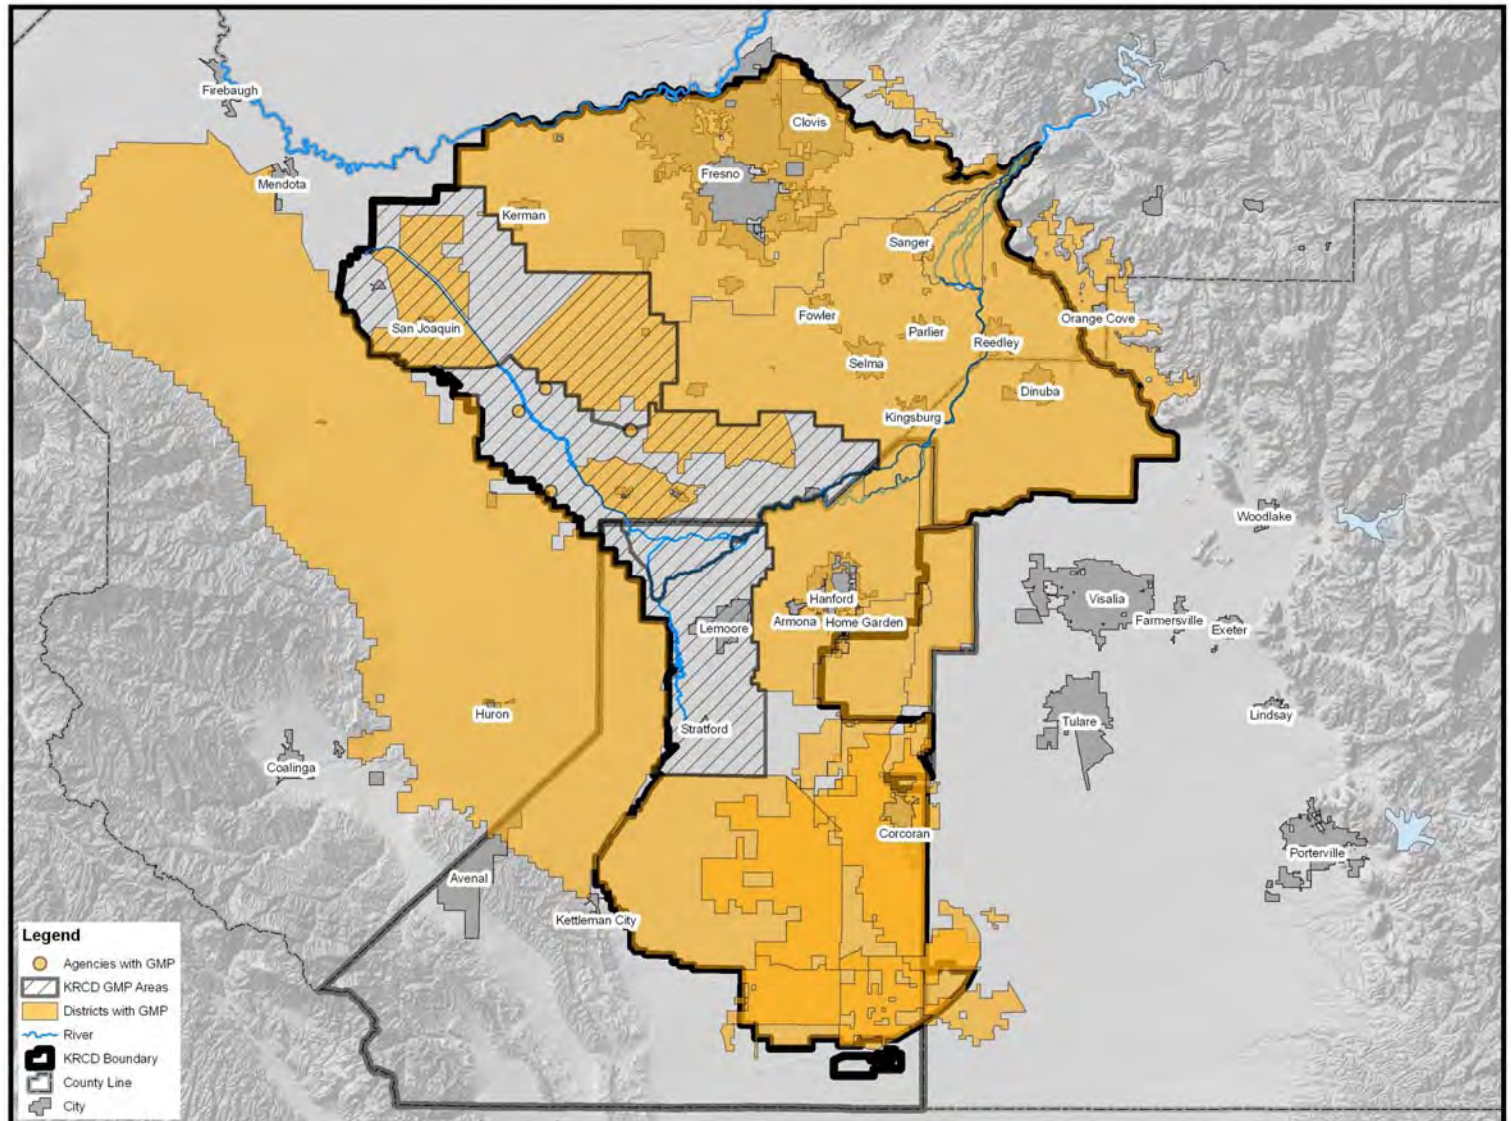 Firebaugh
Clovis
Mendota
Fresno
Kerman
Sanger
San Joaquin
Fowler
Parlier
Orange Cove
Reedley
Selma
Dinuba
Kingsburg
Woodlake
Visalia
Hanford
Armona
Home Garden
Farmersville
Exeter
Lemoore
Huron
Stratford
Tulare
Lindsay
Coalinga
Corcoran
Porterville
Avenal
Kettleman City
Legend
Agencies with GMP
KRCD GMP Areas
Districts with GMP
River
KRCD Boundary
County Line
City